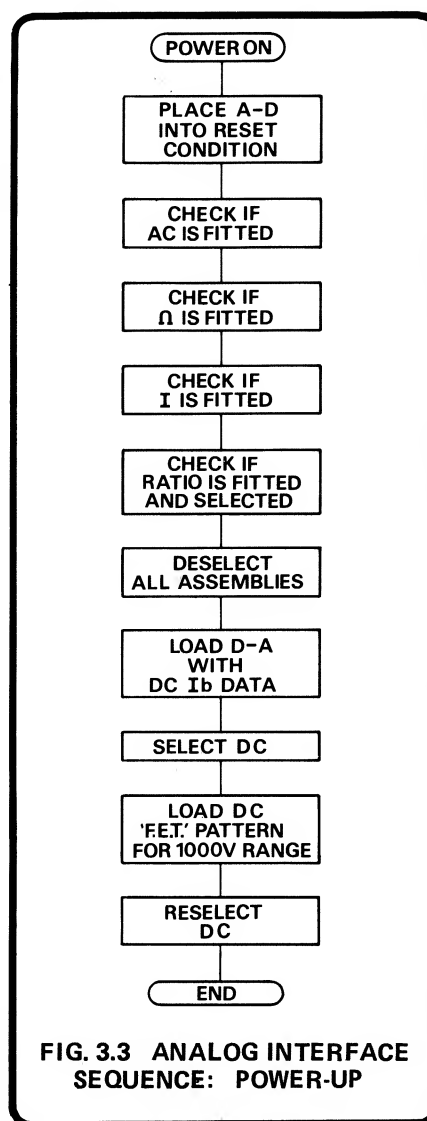 POWER ON
PLACE A-D
INTO RESET
CONDITION
CHECK IF
AC IS FITTED
CHECK IF
Ω IS FITTED
CHECK IF
I IS FITTED
CHECK IF
RATIO IS FITTED
AND SELECTED
DESELECT
ALL ASSEMBLIES
LOAD D-A
WITH
DC Ib DATA
SELECT DC
LOAD DC
'F.E.T.' PATTERN
FOR 1000V RANGE
RESELECT
DC
END
FIG. 3.3 ANALOG INTERFACE
SEQUENCE: POWER-UP